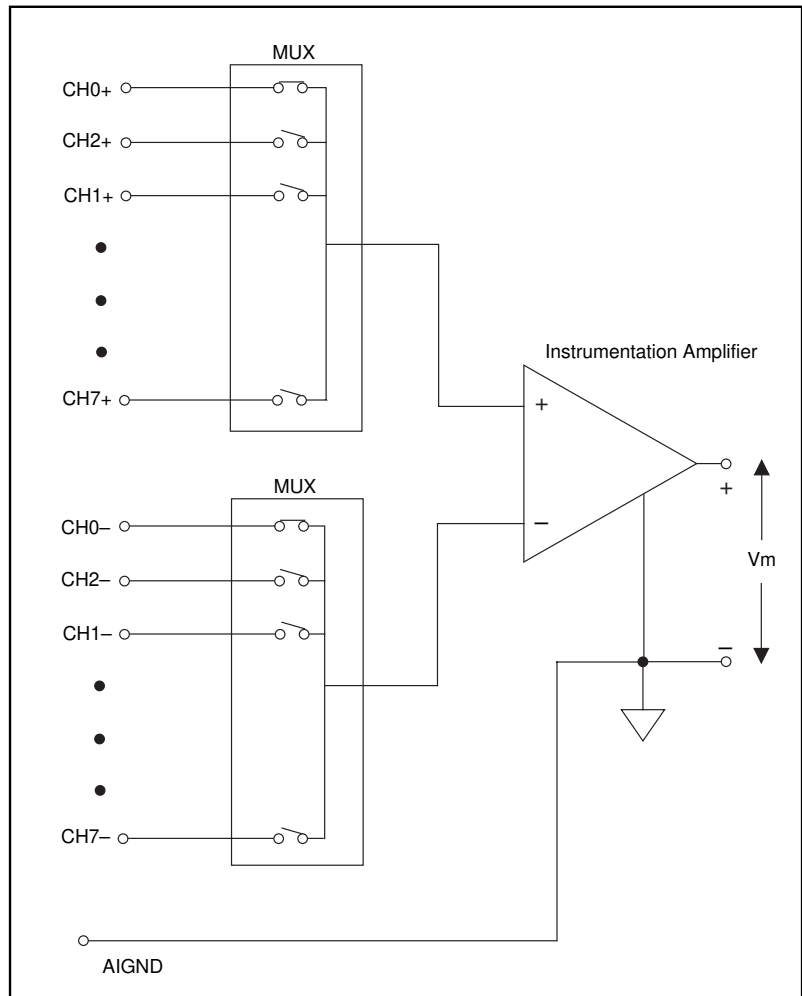 MUX
CH0+
CH2+
CH1+
CH7+
Instrumentation Amplifier
+
−
+
Vm
−
MUX
CH0−
CH2−
CH1−
CH7−
AIGND